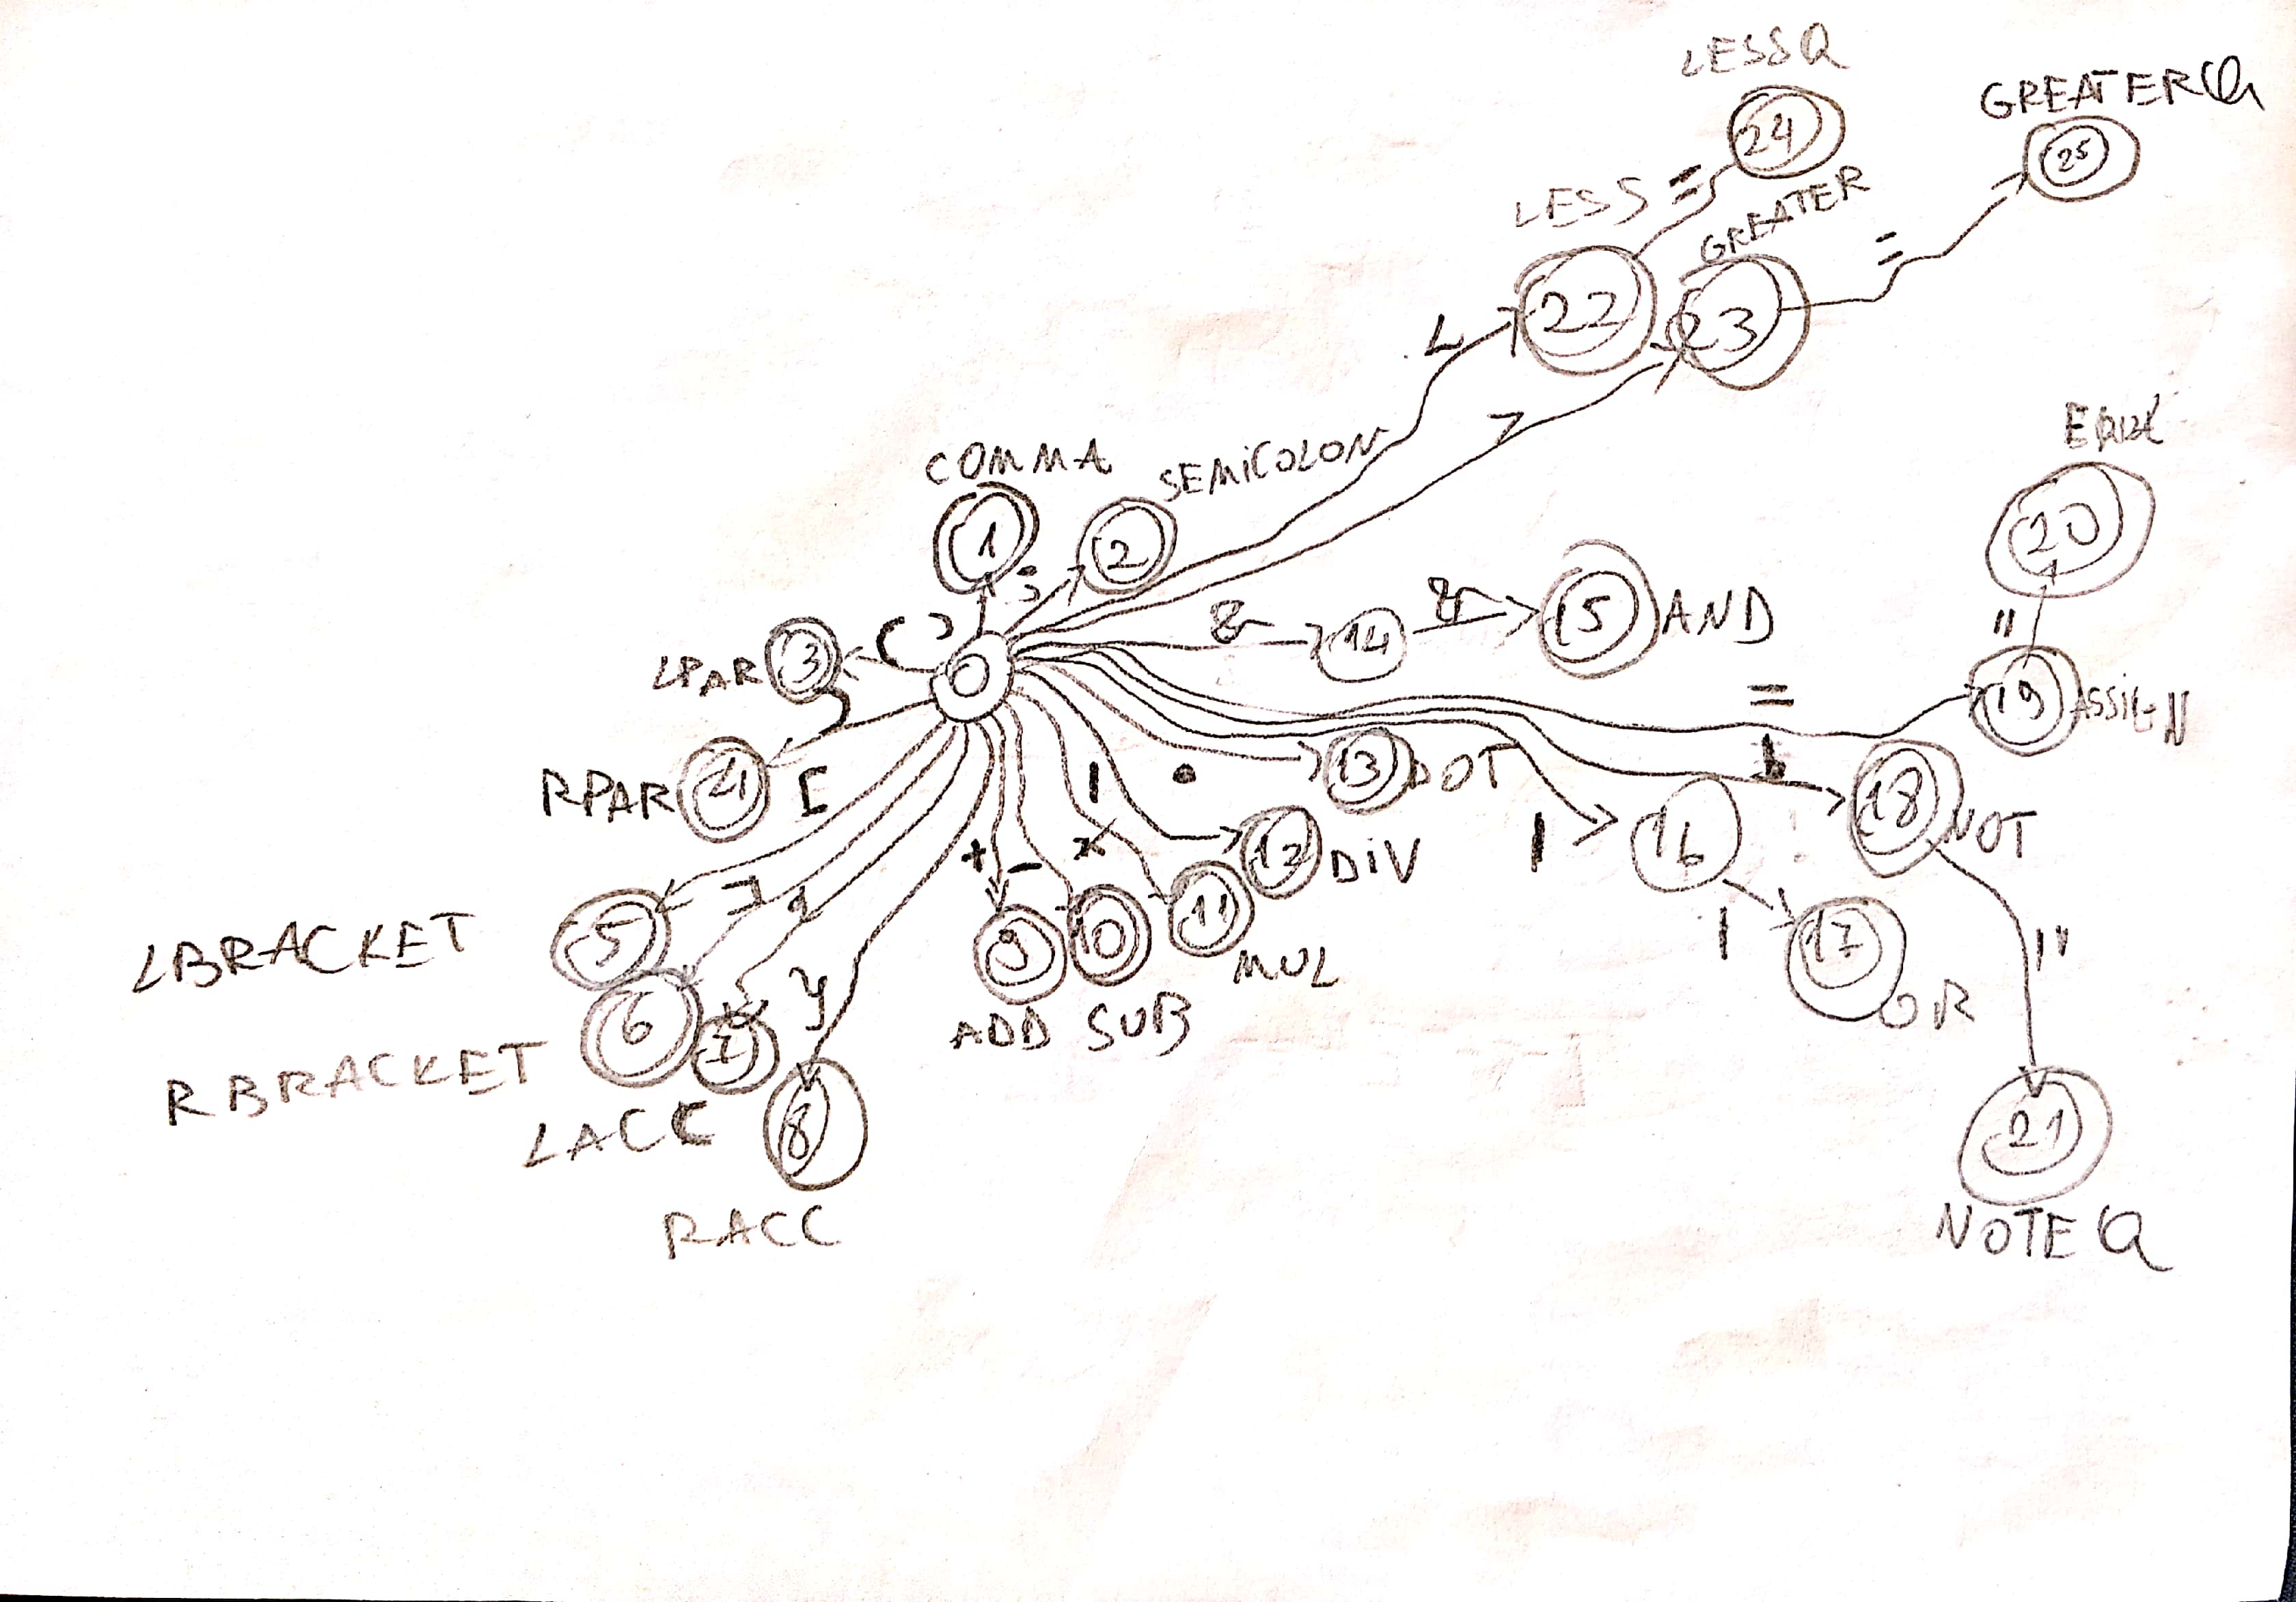 LESSQ
24
GREATERQ
25
LESS =
GREATER
22
23
=
L
>
COMMA
SEMICOLON
1
2
;
,
20
&
&
14
15 AND
"
LPAR 3
(
0
)
=
19 ASSIGN
RPAR 4
[
/
.
13 DOT
18 NOT
|
16
12 DIV
+
-
*
]
LBRACKET 5
9
10
11
MUL
|
17
OR
"
6
}
7
RBRACKET
ADD SUB
LACC
8
RACC
21
NOTEQ